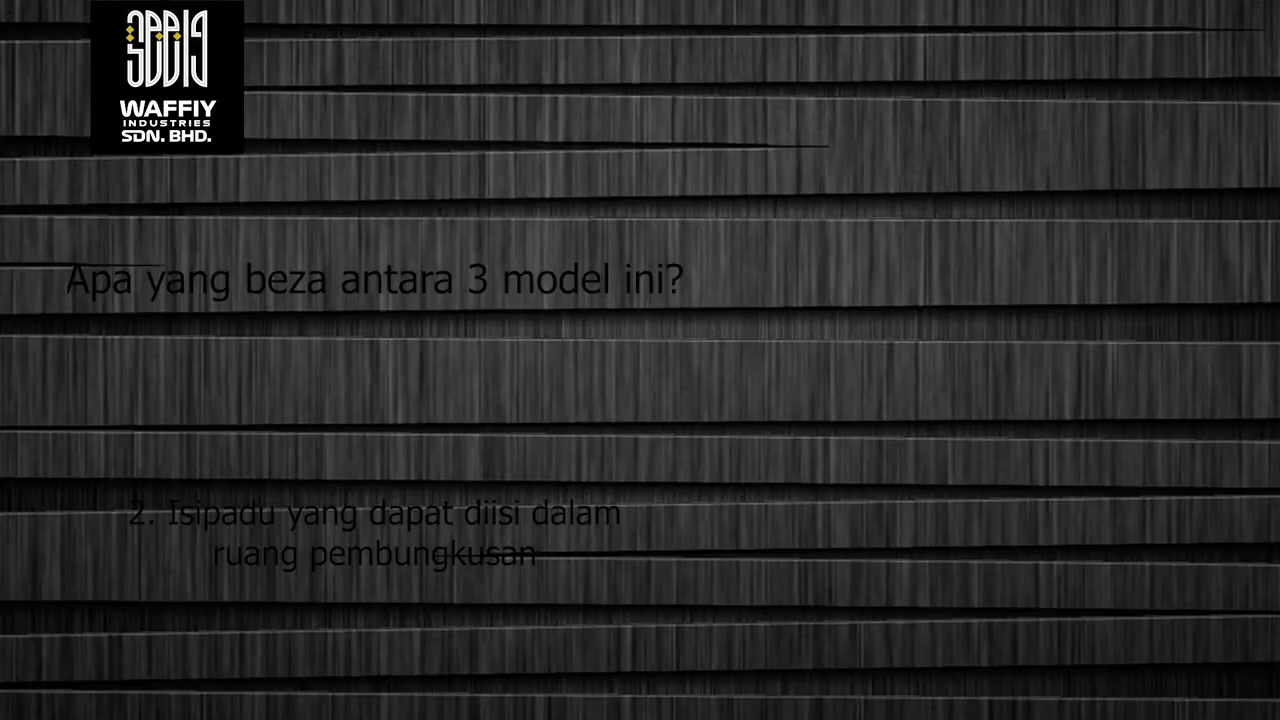 WAFFIY
INDUSTRIES
SDN. BHD.
Apa yang beza antara 3 model ini?
2. Isipadu yang dapat diisi dalam
ruang pembungkusan